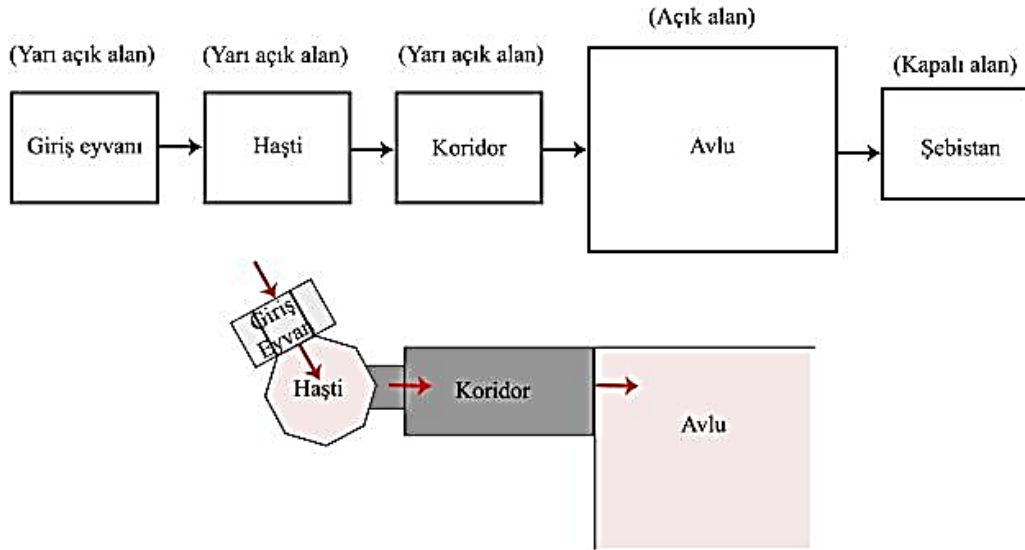 (Yarı açık alan)
(Yarı açık alan)
(Yarı açık alan)
(Açık alan)
(Kapalı alan)
Giriş eyvanı
Haşti
Koridor
Avlu
Şebistan
Giriş
Eyvan
Haşti
Koridor
Avlu